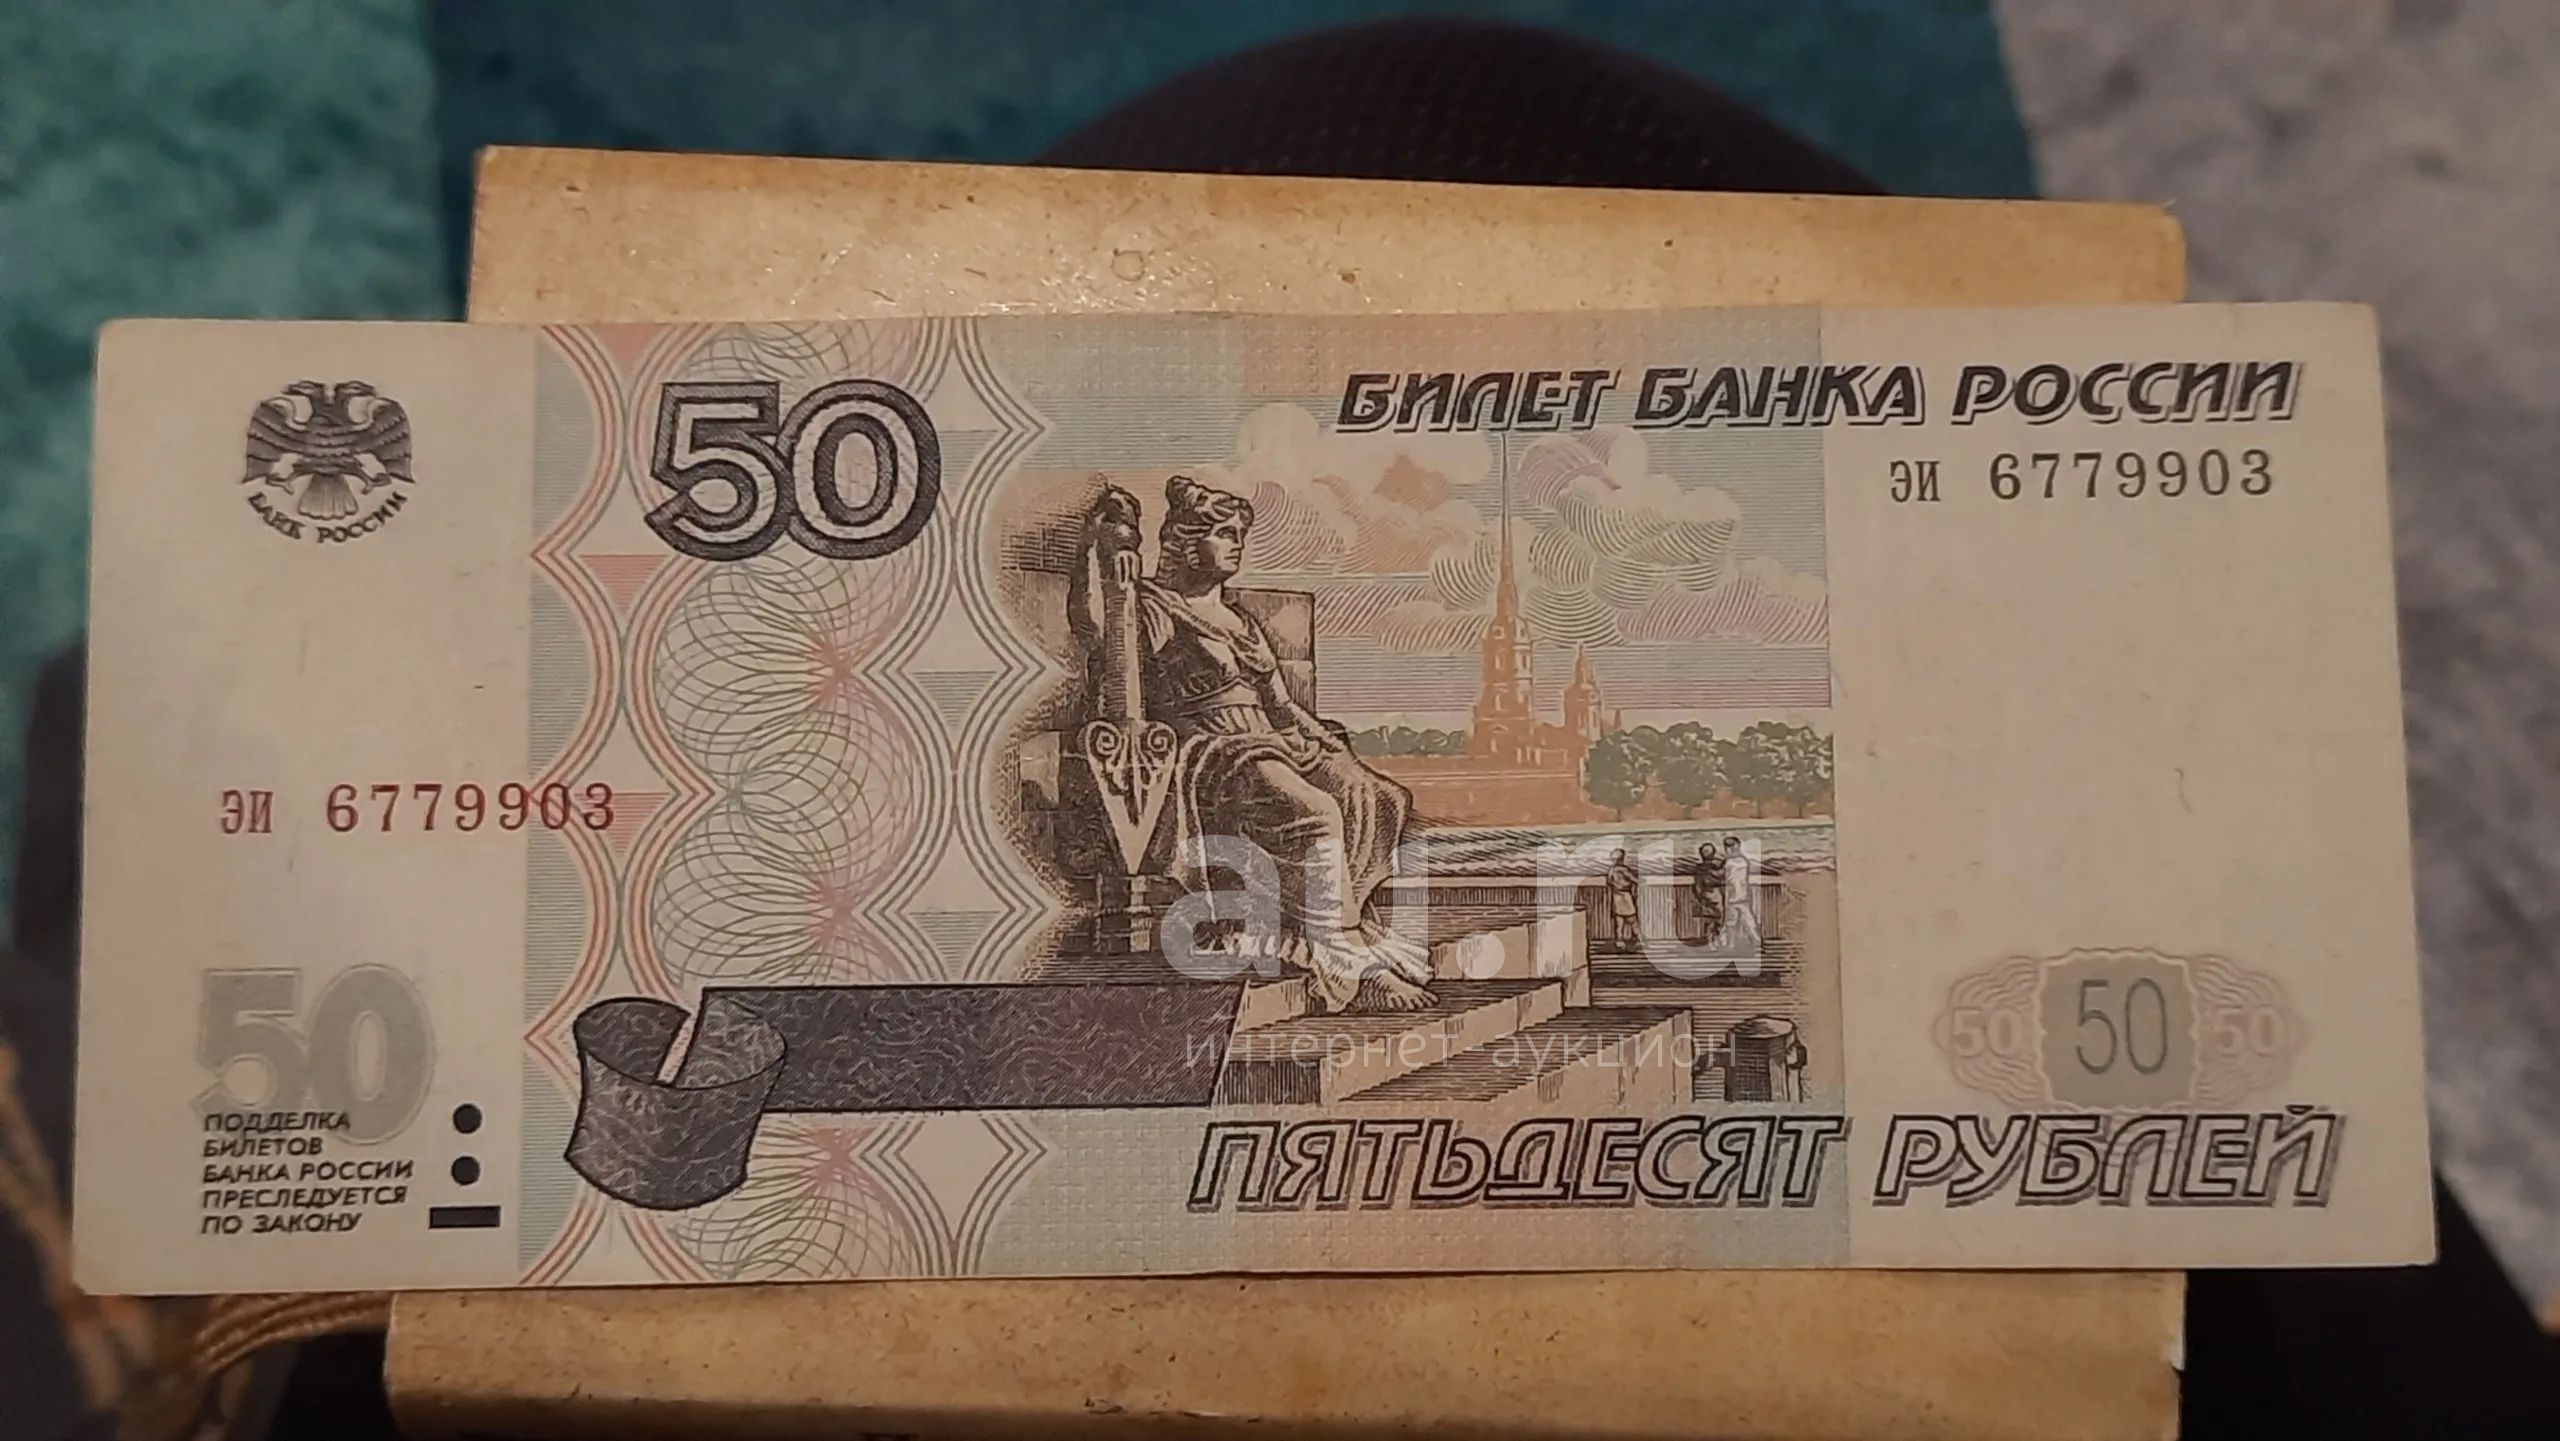 БАНК РОССИИ
50
БИЛЕТ БАНКА РОССИИ
эи 6779903
эи 6779903
au.ru
интернет-аукцион
50
50 50 50
ПОДДЕЛКА
БИЛЕТОВ
БАНКА РОССИИ
ПРЕСЛЕДУЕТСЯ
ПО ЗАКОНУ
ПЯТЬДЕСЯТ РУБЛЕЙ